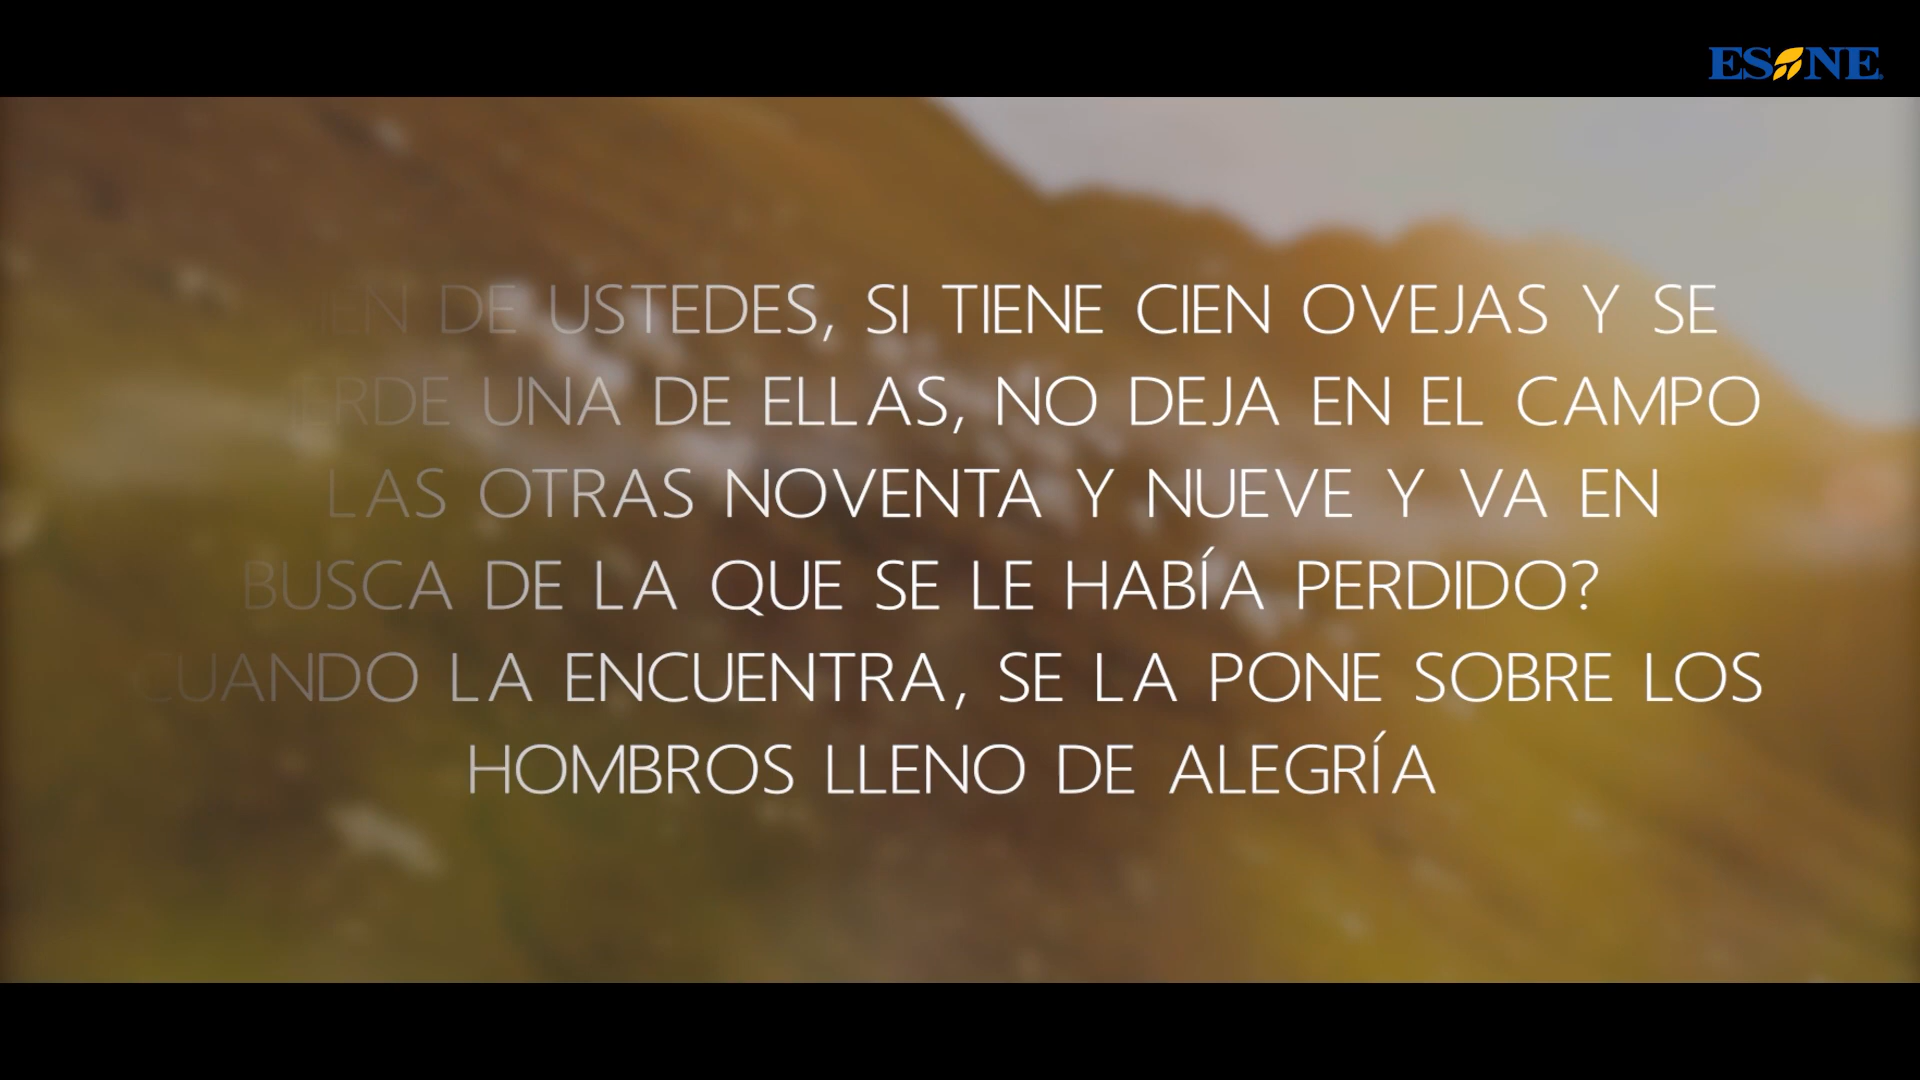 ESNE
DE USTEDES, SI TIENE CIEN OVEJAS Y SE
UNA DE ELLAS, NO DEJA EN EL CAMPO
LAS OTRAS NOVENTA Y NUEVE Y VA EN
BUSCA DE LA QUE SE LE HABÍA PERDIDO?
CUANDO LA ENCUENTRA, SE LA PONE SOBRE LOS
HOMBROS LLENO DE ALEGRÍA